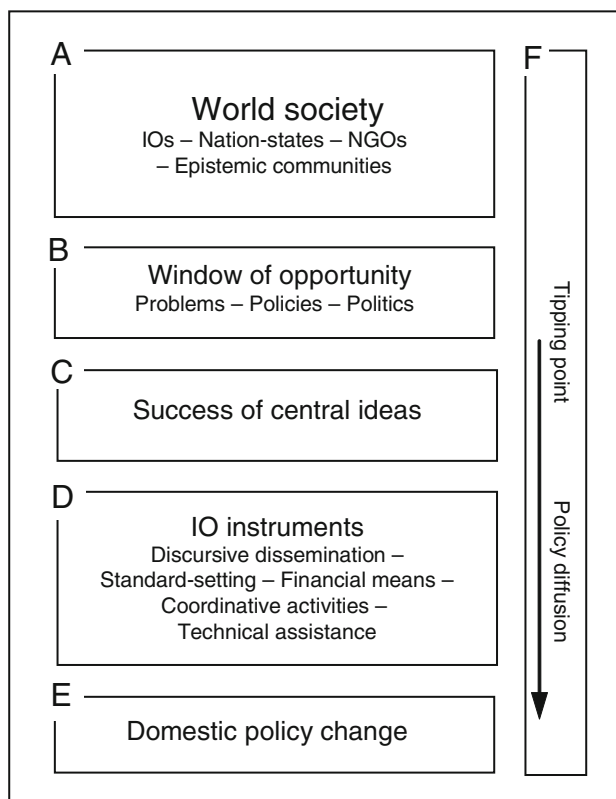 A
World society
IOs – Nation-states – NGOs
– Epistemic communities
B
Window of opportunity
Problems – Policies – Politics
C
Success of central ideas
D
IO instruments
Discursive dissemination –
Standard-setting – Financial means –
Coordinative activities –
Technical assistance
E
Domestic policy change
F
Tipping point
Policy diffusion